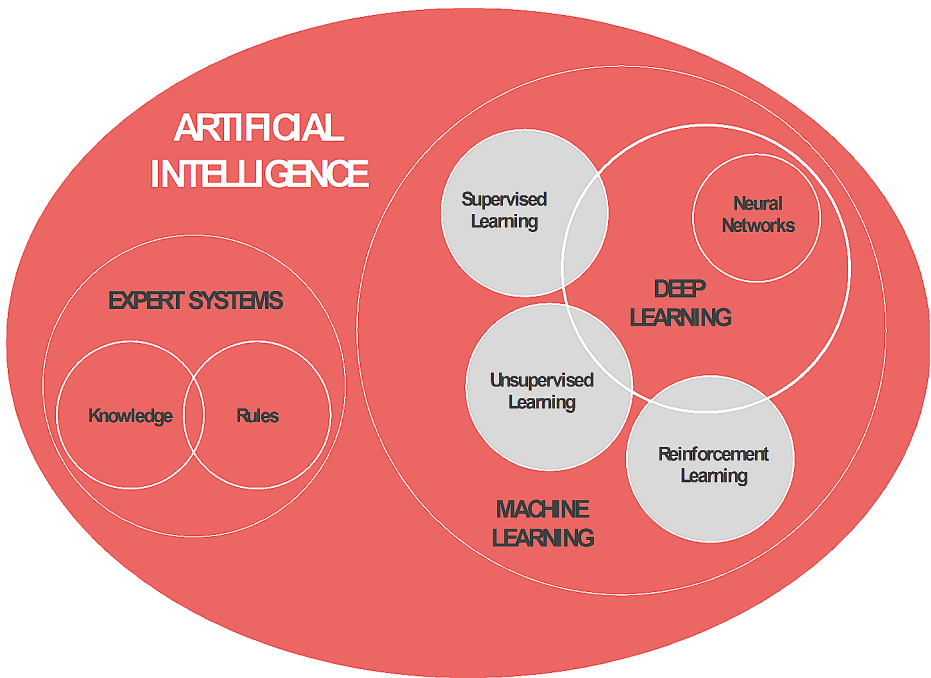 ARTIFICIAL
INTELLIGENCE
EXPERT SYSTEMS
Knowledge
Rules
Supervised
Learning
Neural
Networks
DEEP
LEARNING
Unsupervised
Learning
Reinforcement
Learning
MACHINE
LEARNING